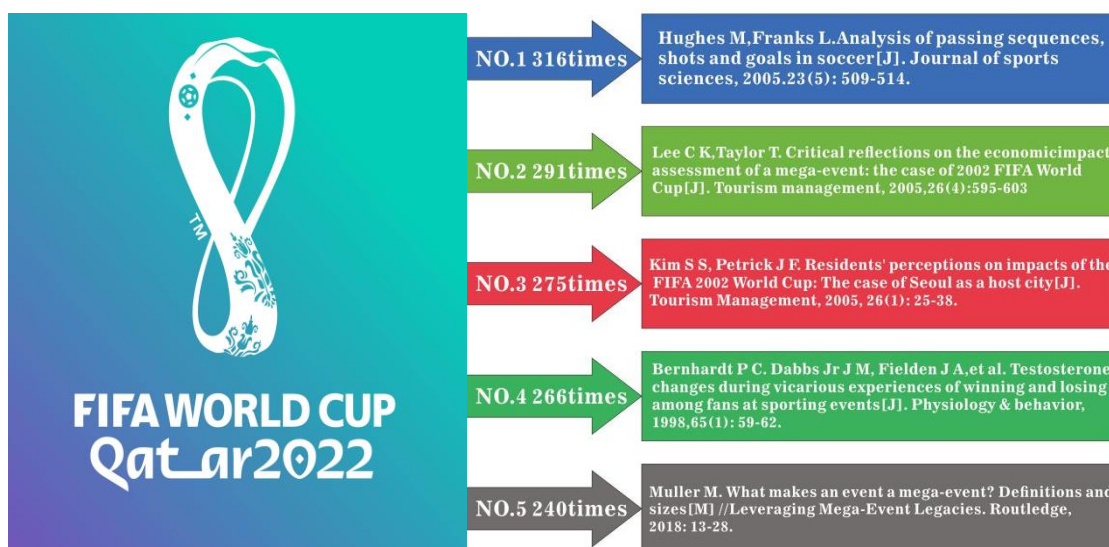 TM
FIFA WORLD CUP
Qatar2022
NO.1 316times
Hughes M,Franks L.Analysis of passing sequences,
shots and goals in soccer[J]. Journal of sports
sciences, 2005.23(5): 509-514.
NO.2 291times
Lee C K,Taylor T. Critical reflections on the economicimpact
assessment of a mega-event: the case of 2002 FIFA World
Cup[J]. Tourism management, 2005,26(4):595-603
NO.3 275times
Kim S S, Petrick J F. Residents' perceptions on impacts of the
FIFA 2002 World Cup: The case of Seoul as a host city[J].
Tourism Management, 2005, 26(1): 25-38.
NO.4 266times
Bernhardt P C. Dabbs Jr J M, Fielden J A,et al. Testosterone
changes during vicarious experiences of winning and losing
among fans at sporting events[J]. Physiology & behavior,
1998,65(1): 59-62.
NO.5 240times
Muller M. What makes an event a mega-event? Definitions and
sizes[M] //Leveraging Mega-Event Legacies. Routledge,
2018: 13-28.